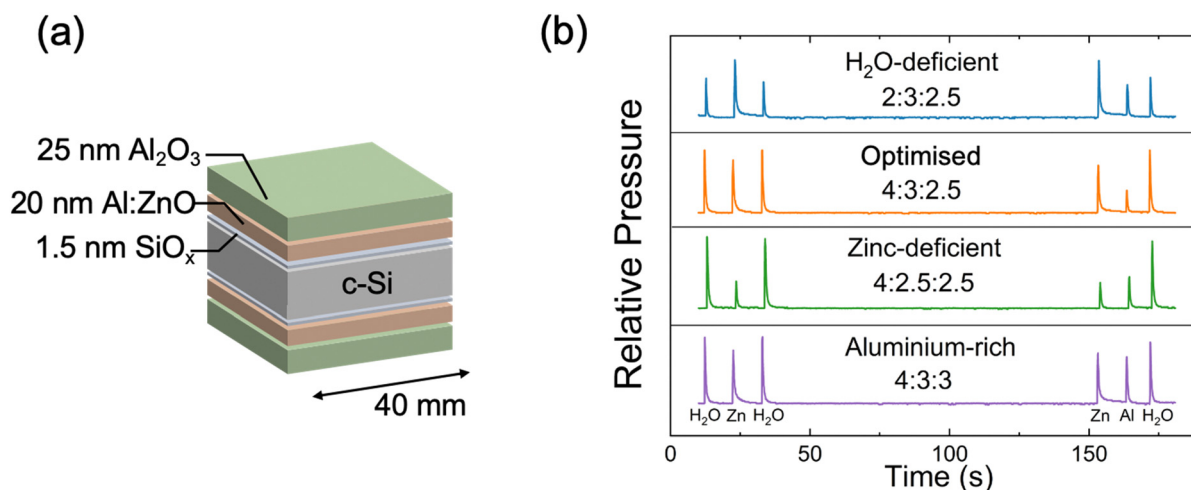 (a)
25 nm Al₂O₃
20 nm Al:ZnO
1.5 nm SiOₓ
c-Si
40 mm
(b)
Relative Pressure
H₂O-deficient
2:3:2.5
Optimised
4:3:2.5
Zinc-deficient
4:2.5:2.5
Aluminium-rich
4:3:3
H₂O Zn H₂O Zn Al H₂O
0 50 100 150
Time (s)